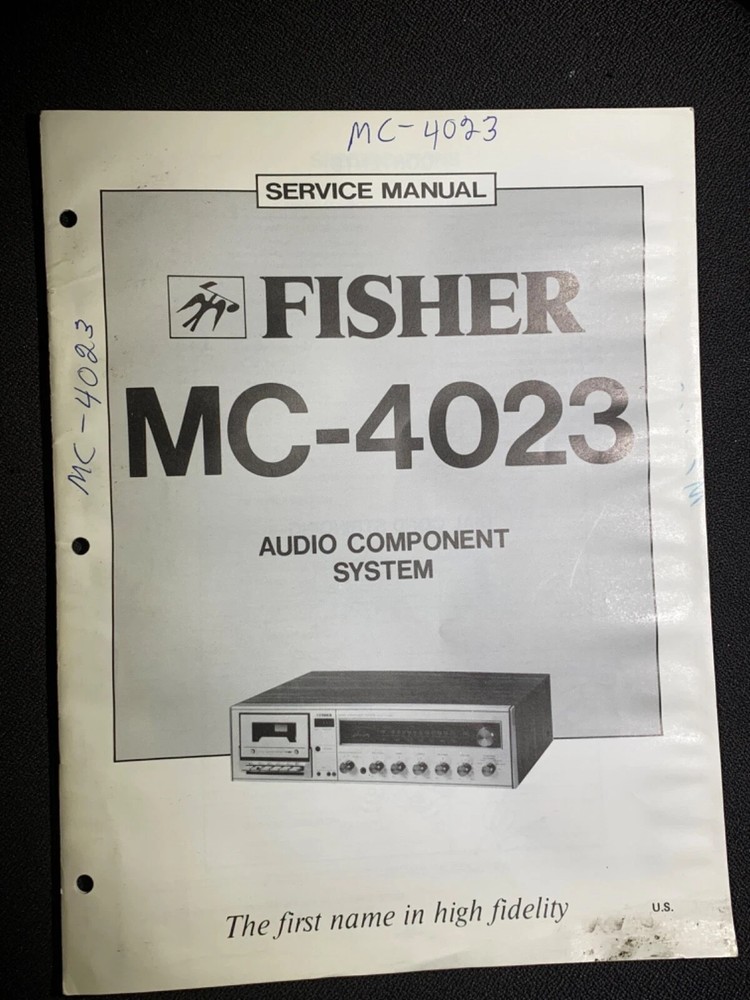 MC-4023
SERVICE MANUAL
FISHER
MC-4023
MC-4023
AUDIO COMPONENT
SYSTEM
The first name in high fidelity
U.S.